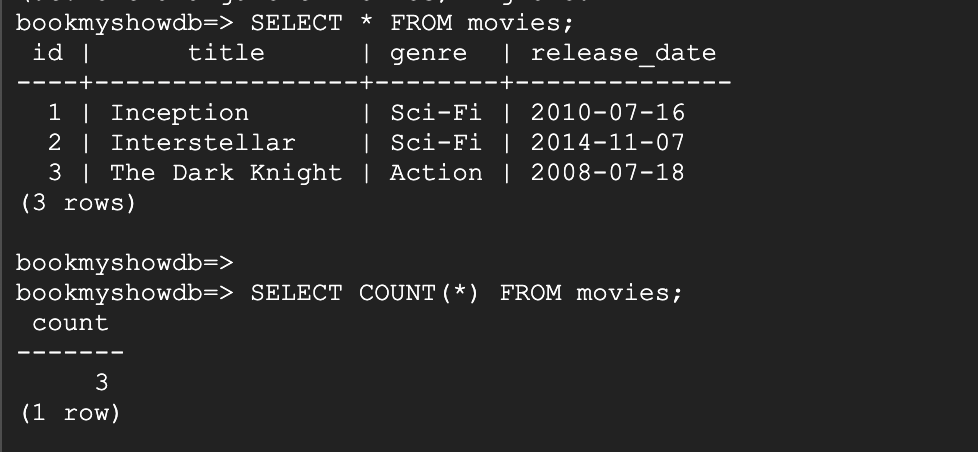 bookmyshowdb=> SELECT * FROM movies;
 id |      title      | genre  | release_date
----+-----------------+--------+--------------
  1 | Inception       | Sci-Fi | 2010-07-16
  2 | Interstellar    | Sci-Fi | 2014-11-07
  3 | The Dark Knight | Action | 2008-07-18
(3 rows)
bookmyshowdb=>
bookmyshowdb=> SELECT COUNT(*) FROM movies;
 count
-------
     3
(1 row)